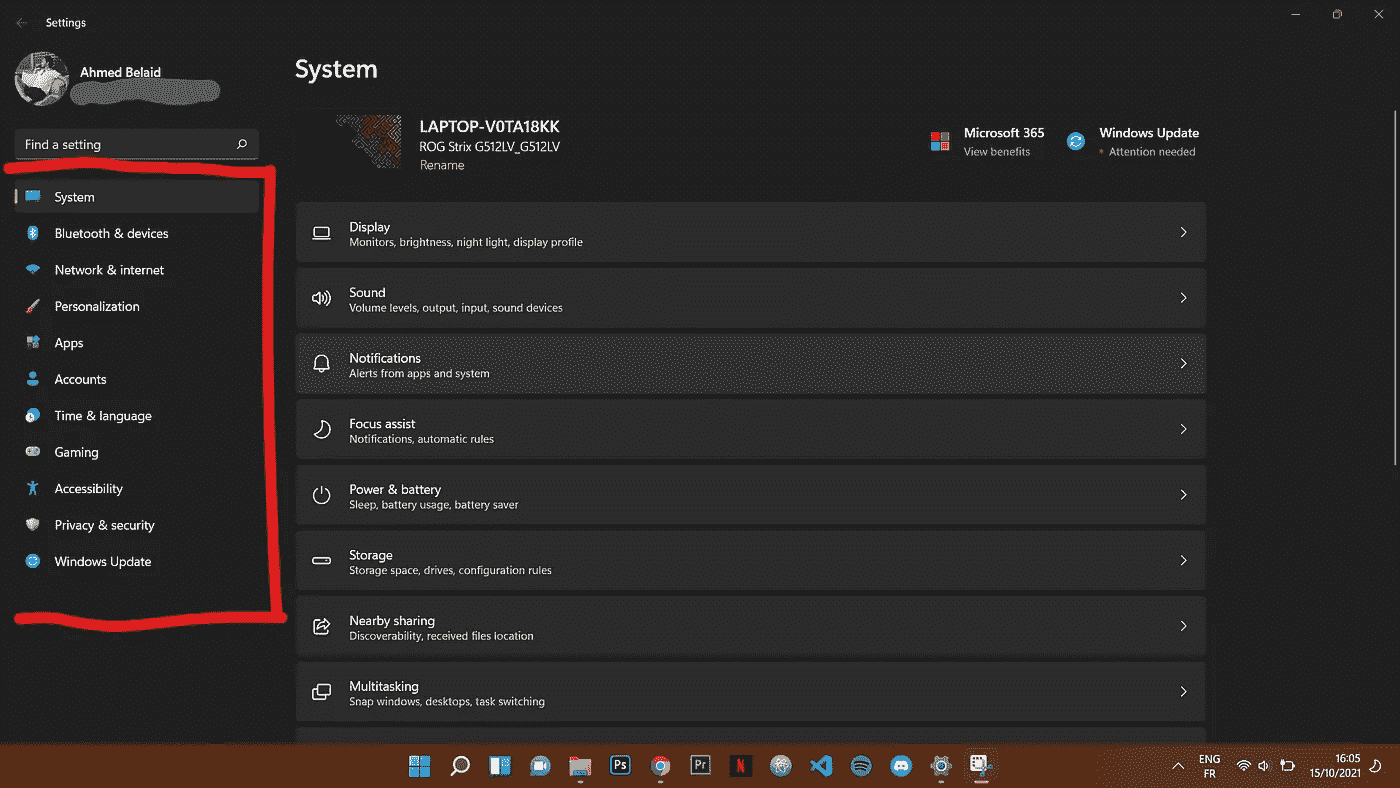 Settings
Ahmed Belaid
Find a setting
System
Bluetooth & devices
Network & internet
Personalization
Apps
Accounts
Time & language
Gaming
Accessibility
Privacy & security
Windows Update
System
LAPTOP-V0TA18KK
ROG Strix G512LV_G512LV
Rename
Microsoft 365
View benefits
Windows Update
Attention needed
Display
Monitors, brightness, night light, display profile
Sound
Volume levels, output, input, sound devices
Notifications
Alerts from apps and system
Focus assist
Notifications, automatic rules
Power & battery
Sleep, battery usage, battery saver
Storage
Storage space, drives, configuration rules
Nearby sharing
Discoverability, received files location
Multitasking
Snap windows, desktops, task switching
Ps
Pr
N
ENG
FR
16:05
15/10/2021